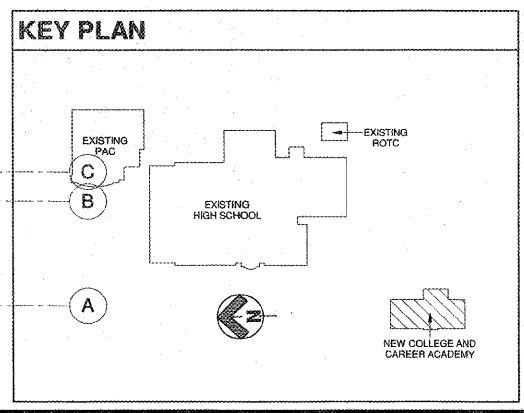 KEY PLAN
EXISTING
PAC
C
B
A
EXISTING
HIGH SCHOOL
EXISTING
ROTC
N
NEW COLLEGE AND
CAREER ACADEMY